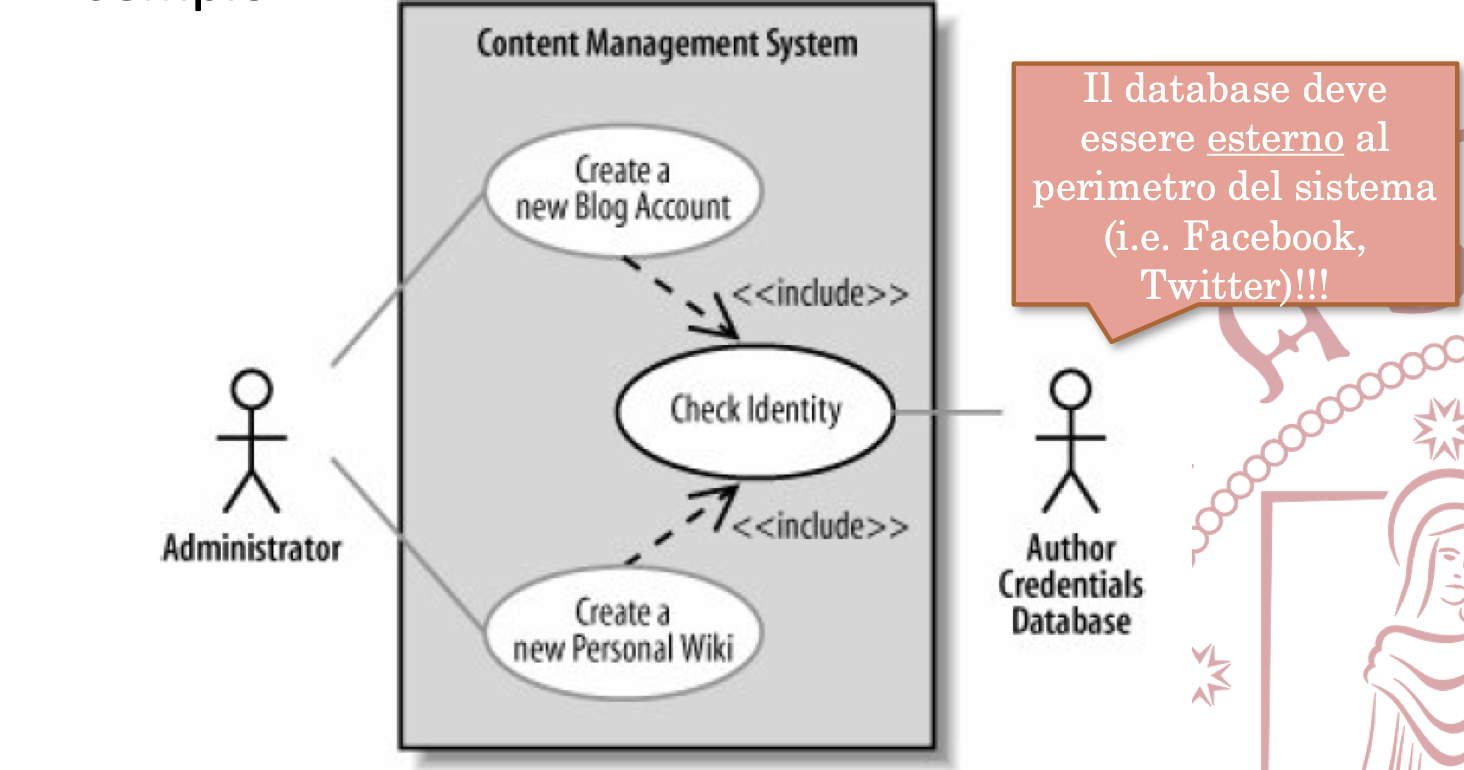 Content Management System
Il database deve
essere esterno al
perimetro del sistema
(i.e. Facebook,
Twitter)!!!
Create a
new Blog Account
<<include>>
Check Identity
Administrator
Author
Credentials
Database
<<include>>
Create a
new Personal Wiki